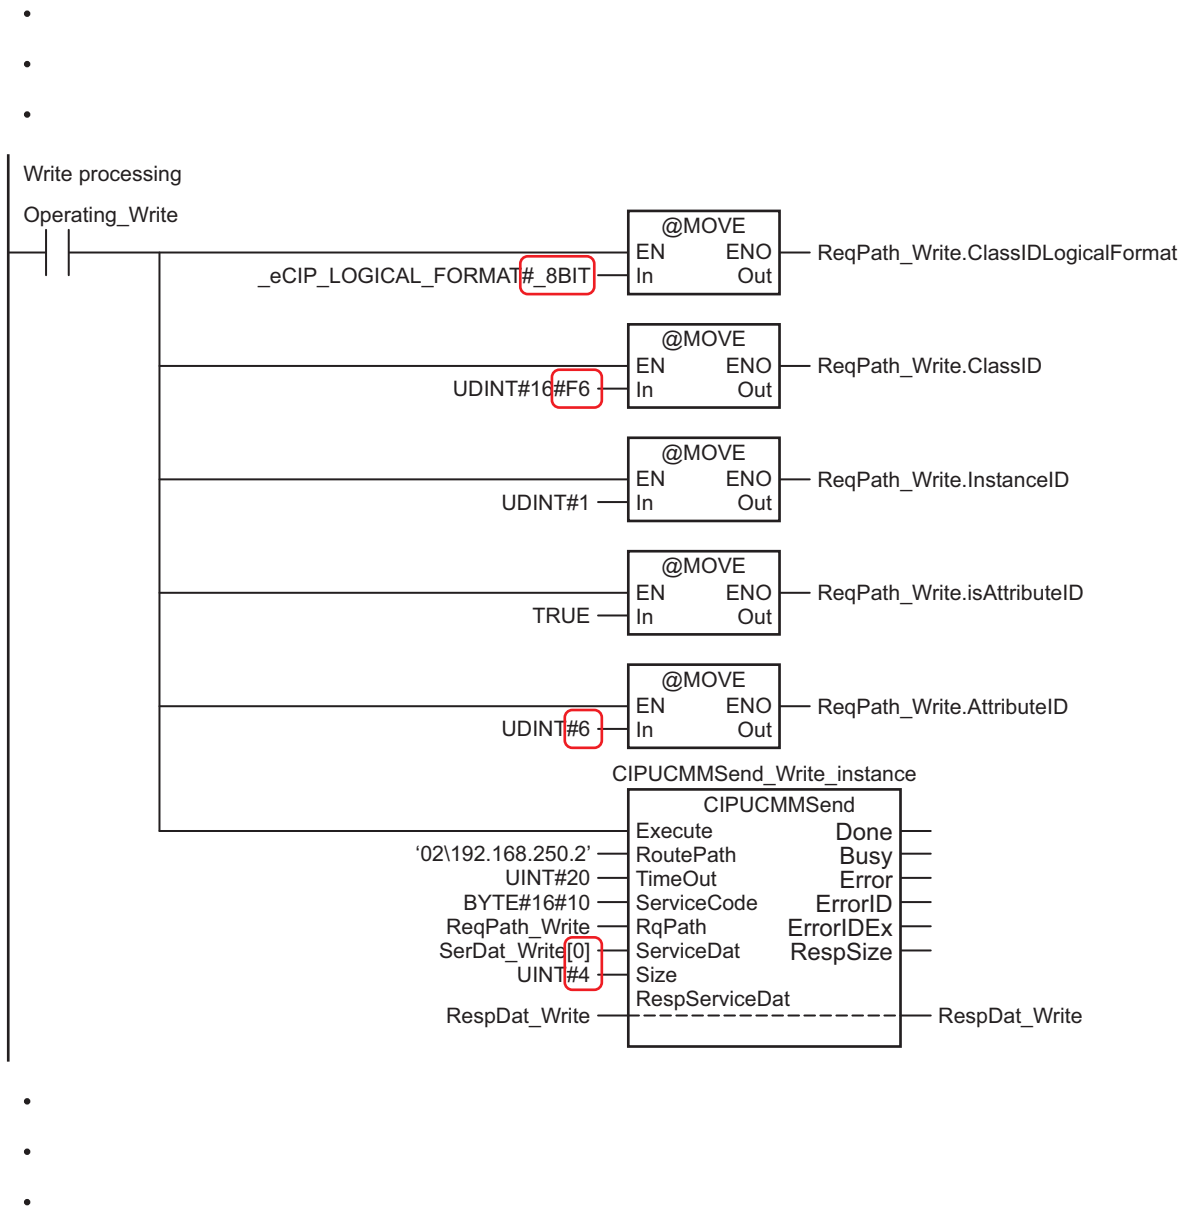 •
•
•
Write processing
Operating_Write
@MOVE
EN ENO ReqPath_Write.ClassIDLogicalFormat
_eCIP_LOGICAL_FORMAT#_8BIT In Out
@MOVE
EN ENO ReqPath_Write.ClassID
UDINT#16#F6 In Out
@MOVE
EN ENO ReqPath_Write.InstanceID
UDINT#1 In Out
@MOVE
EN ENO ReqPath_Write.isAttributeID
TRUE In Out
@MOVE
EN ENO ReqPath_Write.AttributeID
UDINT#6 In Out
CIPUCMMSend_Write_instance
CIPUCMMSend
Execute Done
‘02\192.168.250.2’ RoutePath Busy
UINT#20 TimeOut Error
BYTE#16#10 ServiceCode ErrorID
ReqPath_Write RqPath ErrorIDEx
SerDat_Write[0] ServiceDat RespSize
UINT#4 Size
RespServiceDat
RespDat_Write RespDat_Write
•
•
•